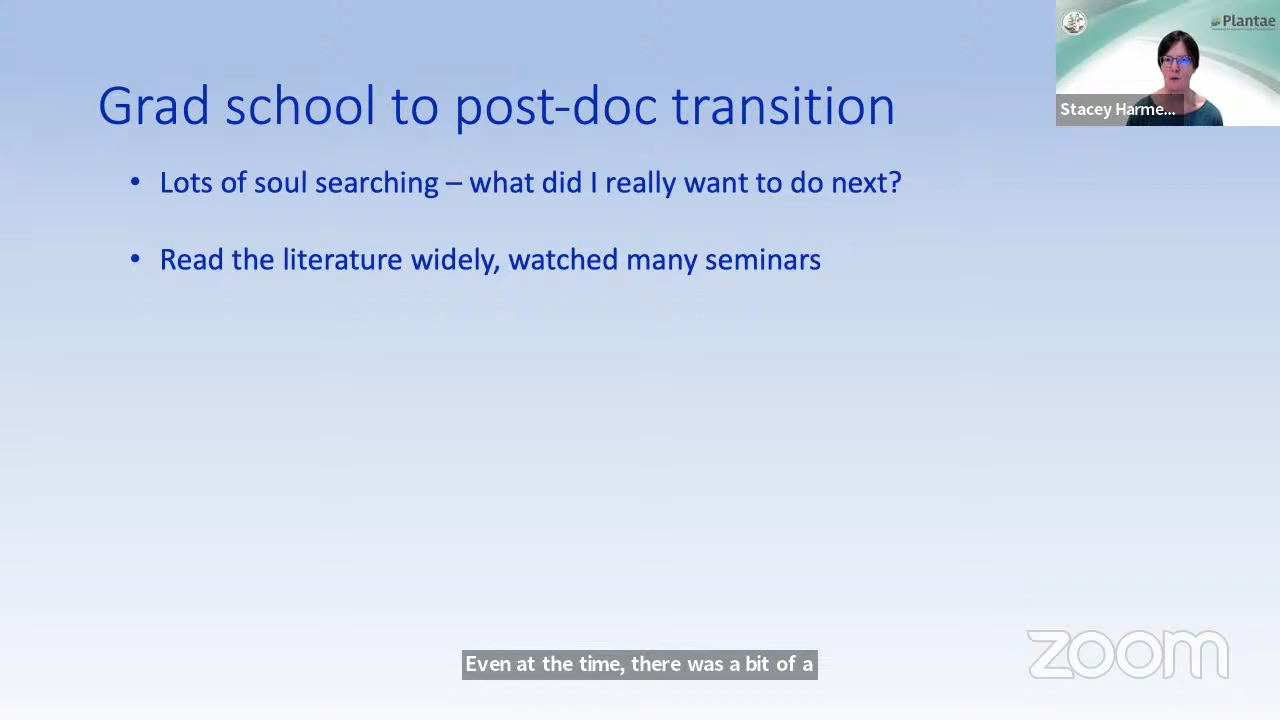 Plantae
Stacey Harme...
Grad school to post-doc transition
• Lots of soul searching – what did I really want to do next?
• Read the literature widely, watched many seminars
Even at the time, there was a bit of a
zoom